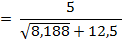 = 5 / √(8,188 + 12,5)